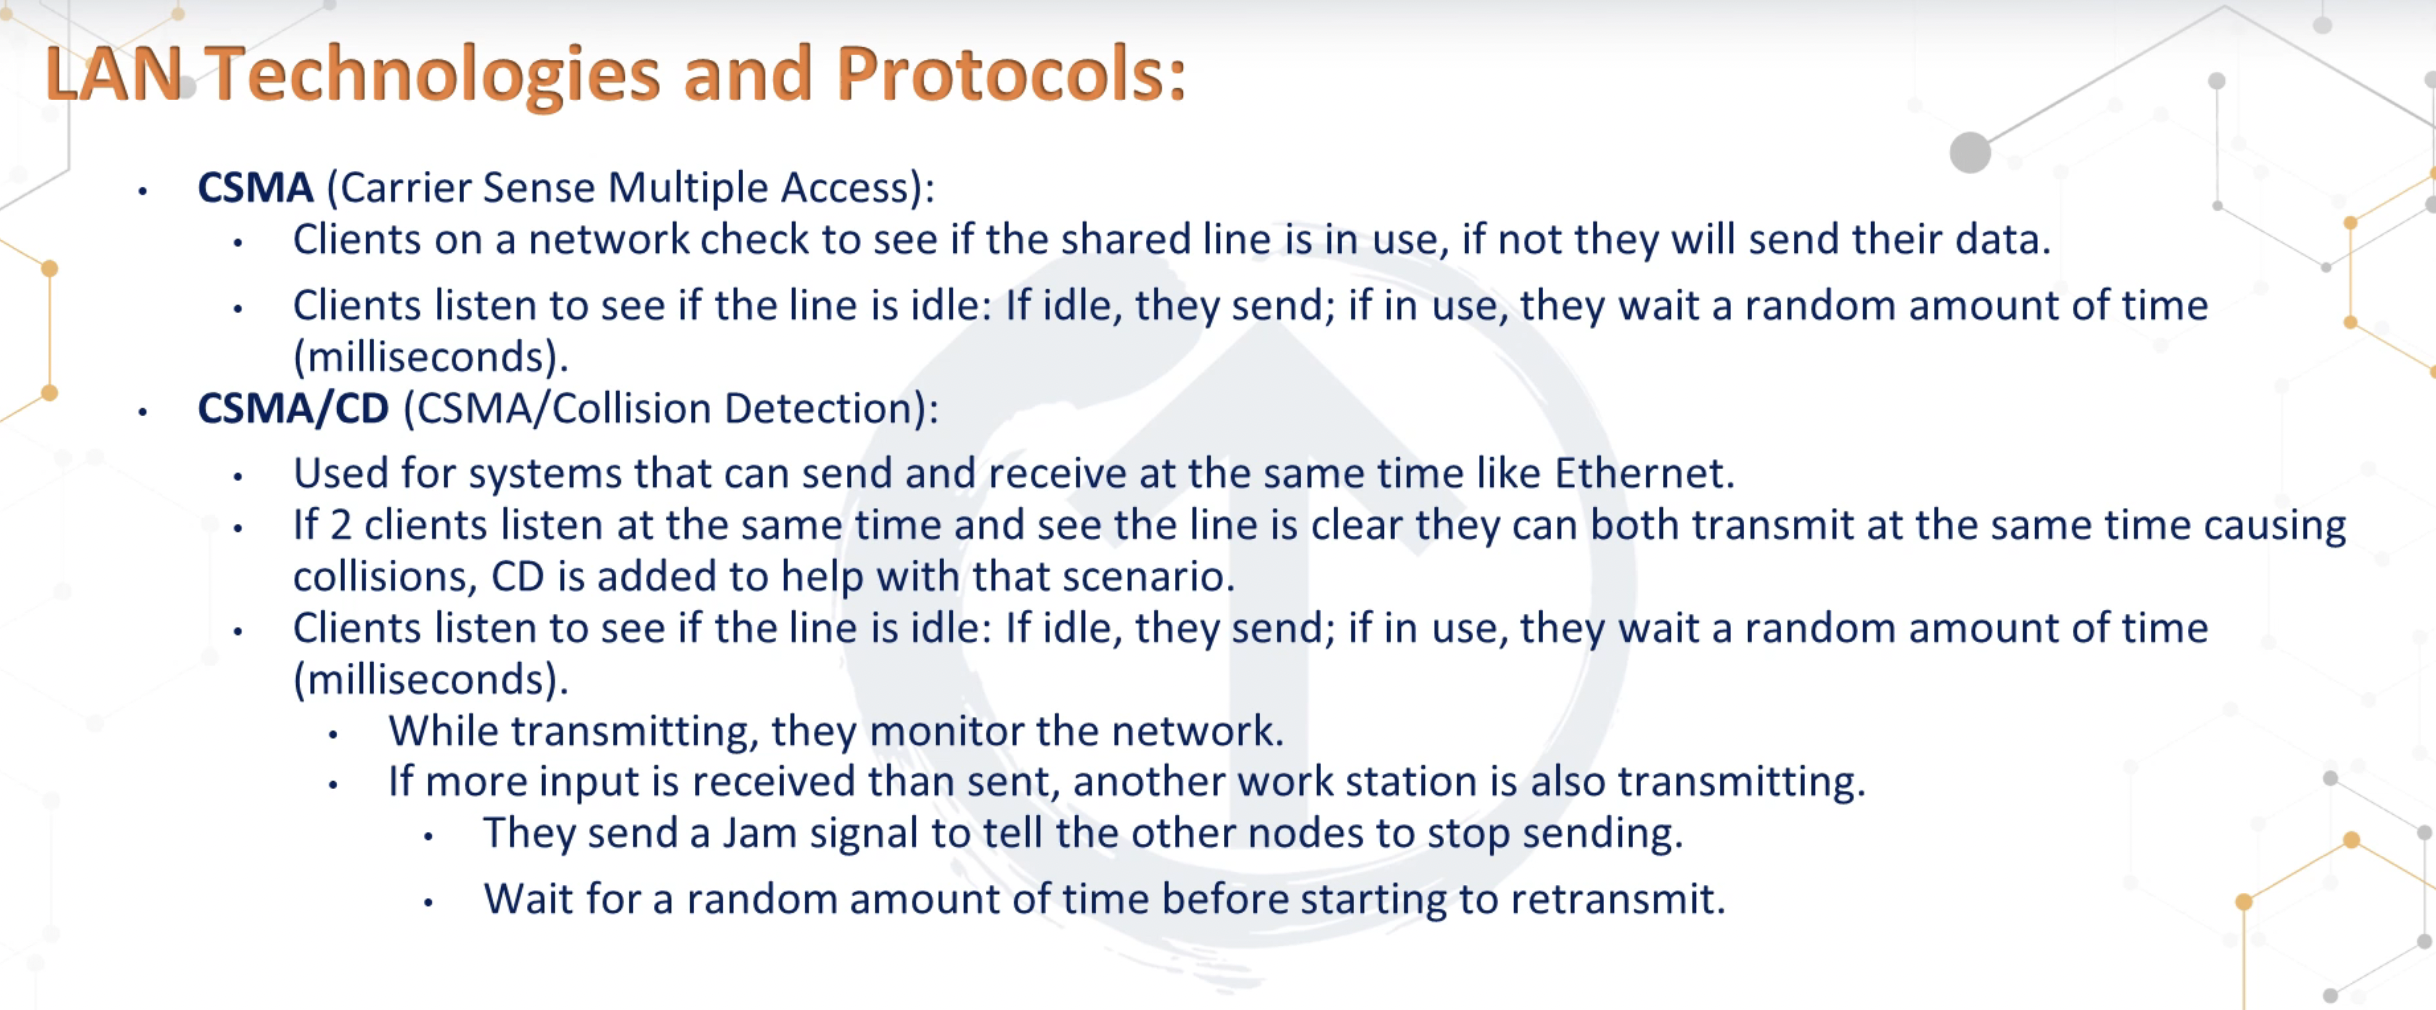 LAN Technologies and Protocols:
• CSMA (Carrier Sense Multiple Access):
• Clients on a network check to see if the shared line is in use, if not they will send their data.
• Clients listen to see if the line is idle: If idle, they send; if in use, they wait a random amount of time
(milliseconds).
• CSMA/CD (CSMA/Collision Detection):
• Used for systems that can send and receive at the same time like Ethernet.
• If 2 clients listen at the same time and see the line is clear they can both transmit at the same time causing
collisions, CD is added to help with that scenario.
• Clients listen to see if the line is idle: If idle, they send; if in use, they wait a random amount of time
(milliseconds).
• While transmitting, they monitor the network.
• If more input is received than sent, another work station is also transmitting.
• They send a Jam signal to tell the other nodes to stop sending.
• Wait for a random amount of time before starting to retransmit.